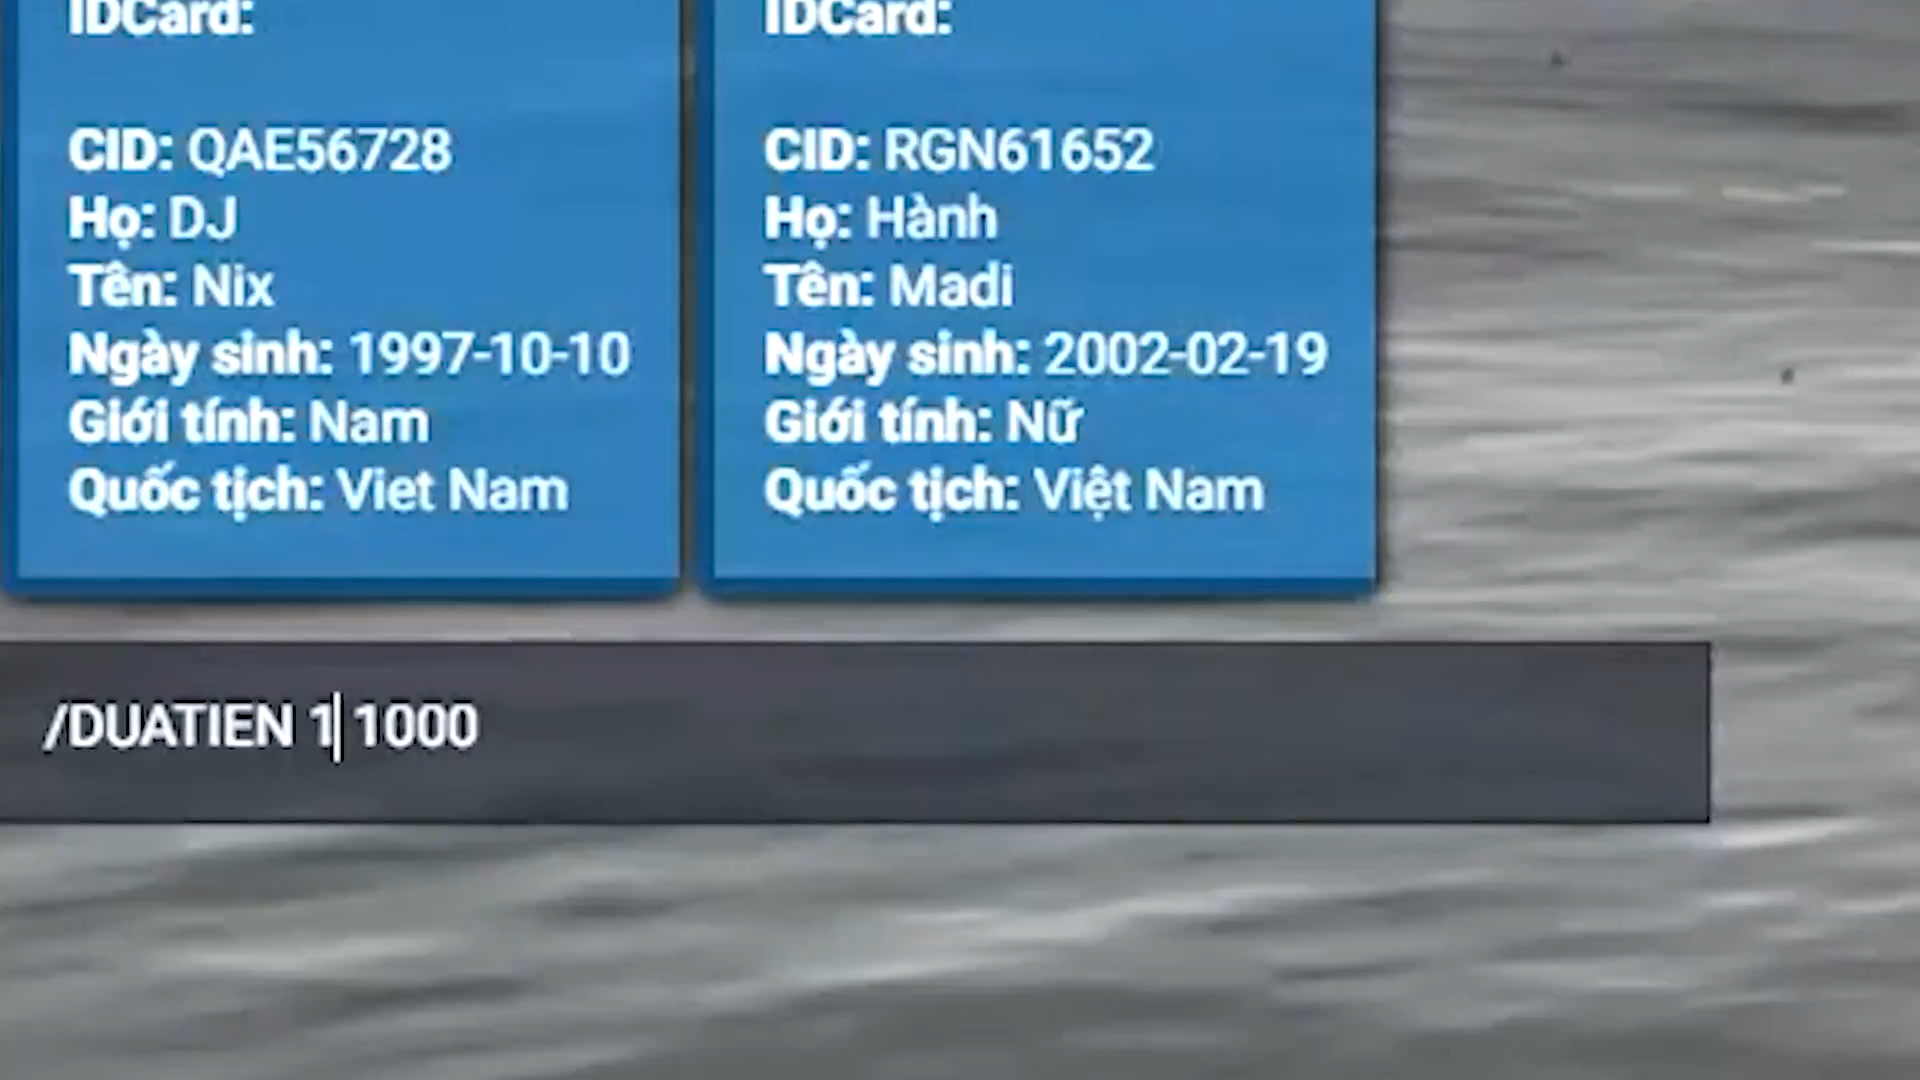 IDCard:
CID: QAE56728
Họ: DJ
Tên: Nix
Ngày sinh: 1997-10-10
Giới tính: Nam
Quốc tịch: Viet Nam
IDCard:
CID: RGN61652
Họ: Hành
Tên: Madi
Ngày sinh: 2002-02-19
Giới tính: Nữ
Quốc tịch: Việt Nam
/DUATIEN 1 1000